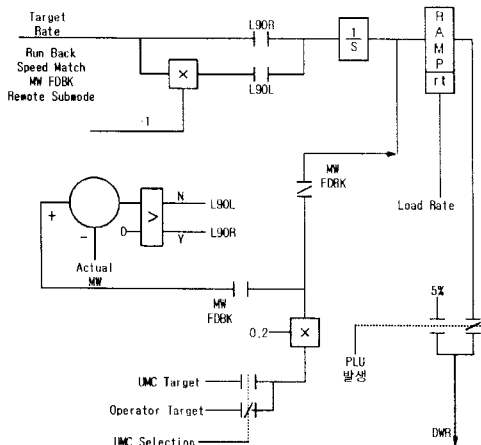 Target
Rate
Run Back
Speed Match
MW FDBK
Remote Submode
-1
×
L90R
L90L
1
S
R
A
M
P
rt
MW
FDBK
Load Rate
+
-
Actual
MW
0
>
N
L90L
Y
L90R
MW
FDBK
0.2
×
5%
PLU
발생
UMC Target
Operator Target
UMC Selection
DWR